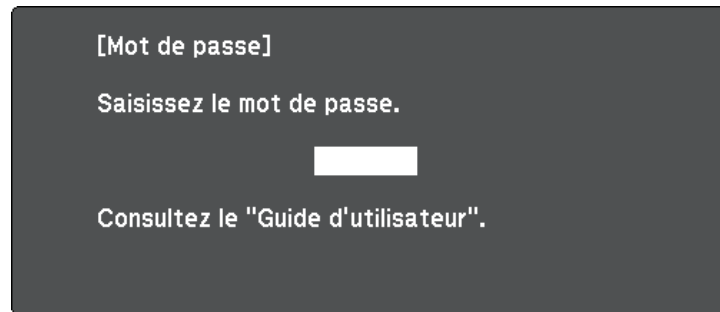 [Mot de passe]
Saisissez le mot de passe.
Consultez le "Guide d'utilisateur".